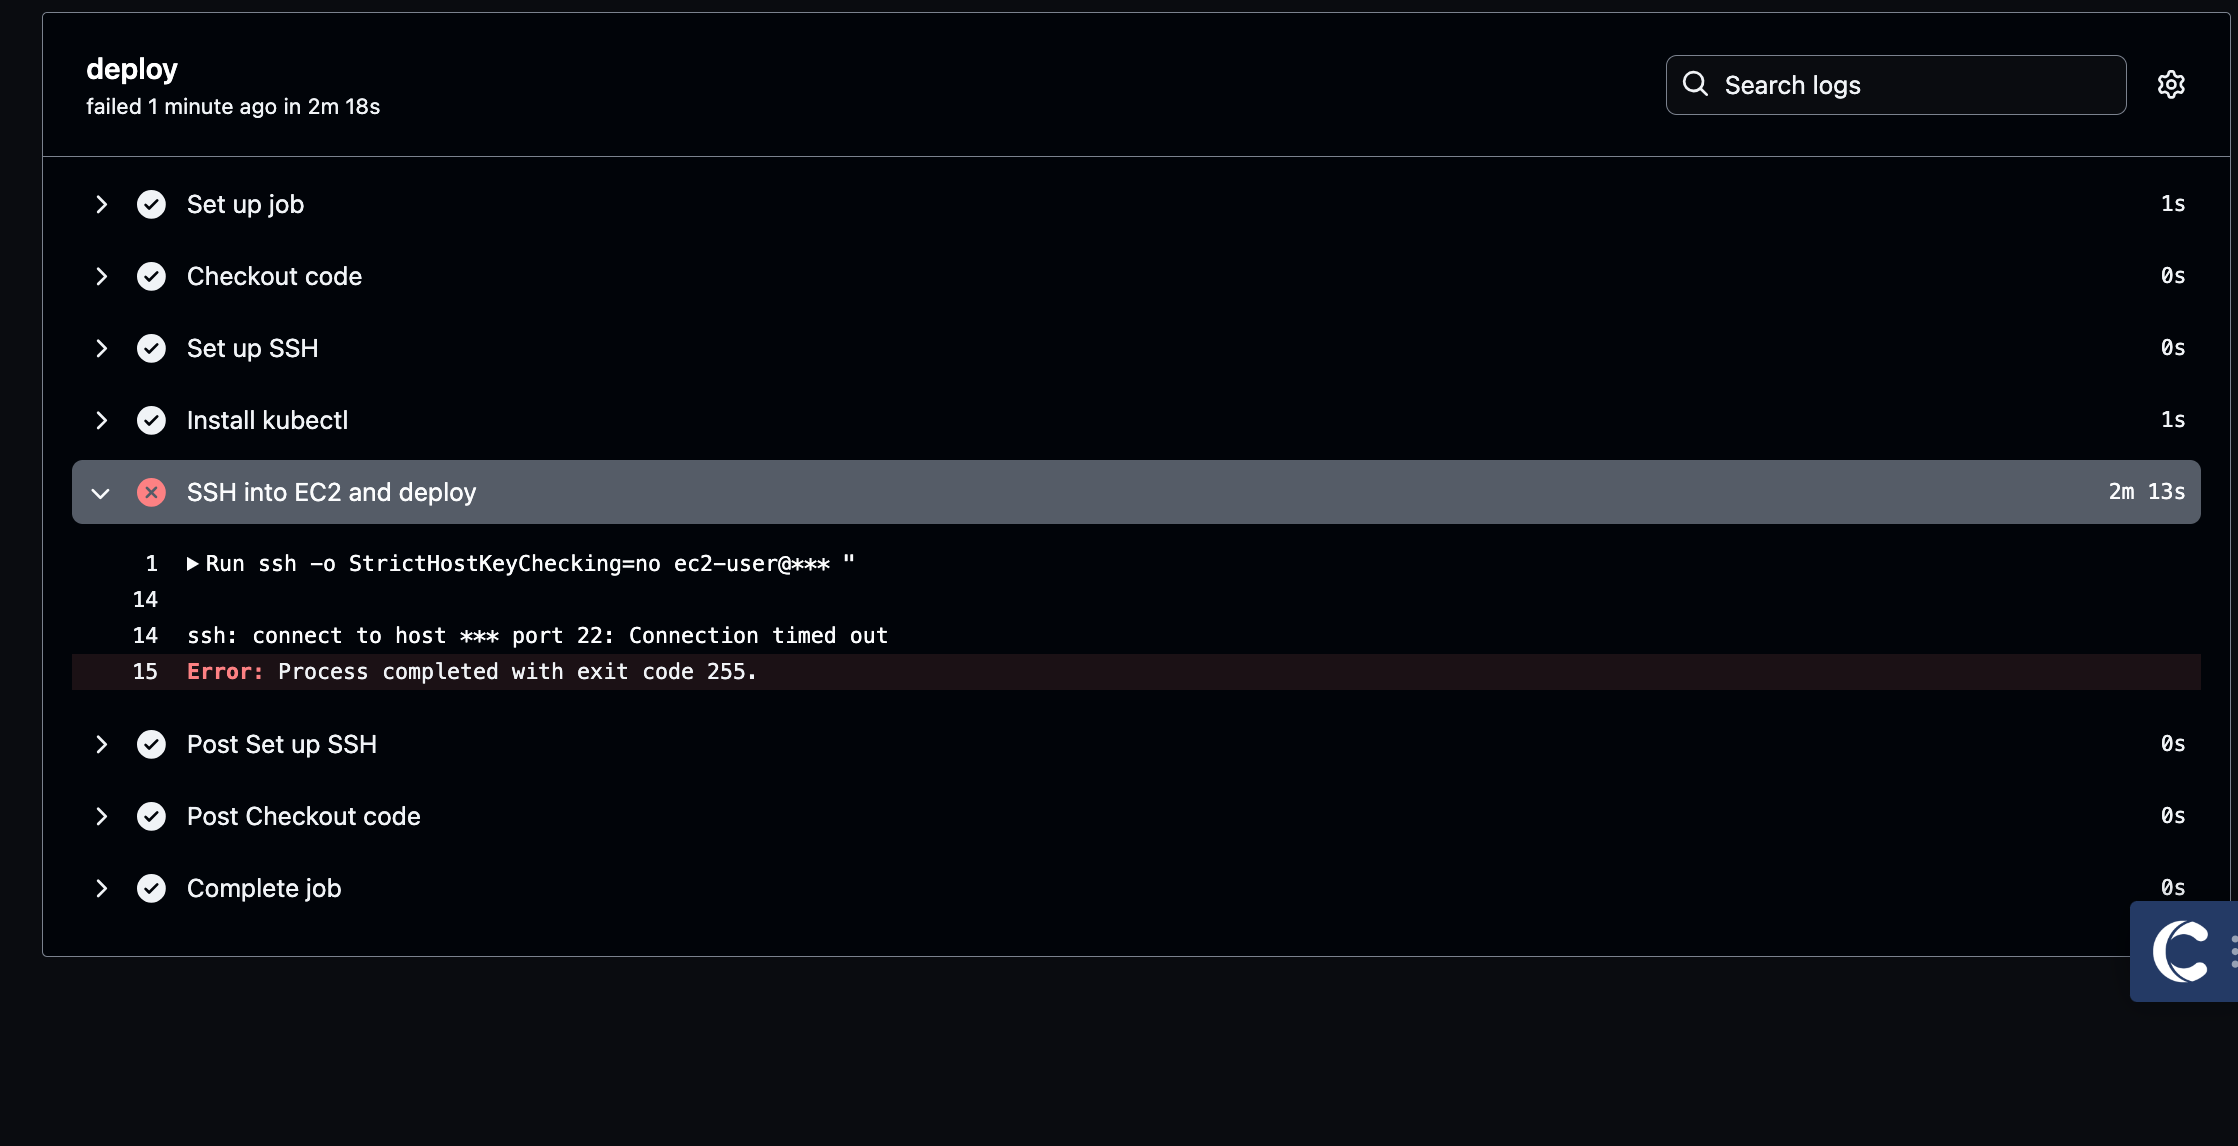 deploy
failed 1 minute ago in 2m 18s
Search logs
Set up job 1s
Checkout code 0s
Set up SSH 0s
Install kubectl 1s
SSH into EC2 and deploy 2m 13s
1 Run ssh -o StrictHostKeyChecking=no ec2-user@*** "
14
14 ssh: connect to host *** port 22: Connection timed out
15 Error: Process completed with exit code 255.
Post Set up SSH 0s
Post Checkout code 0s
Complete job 0s